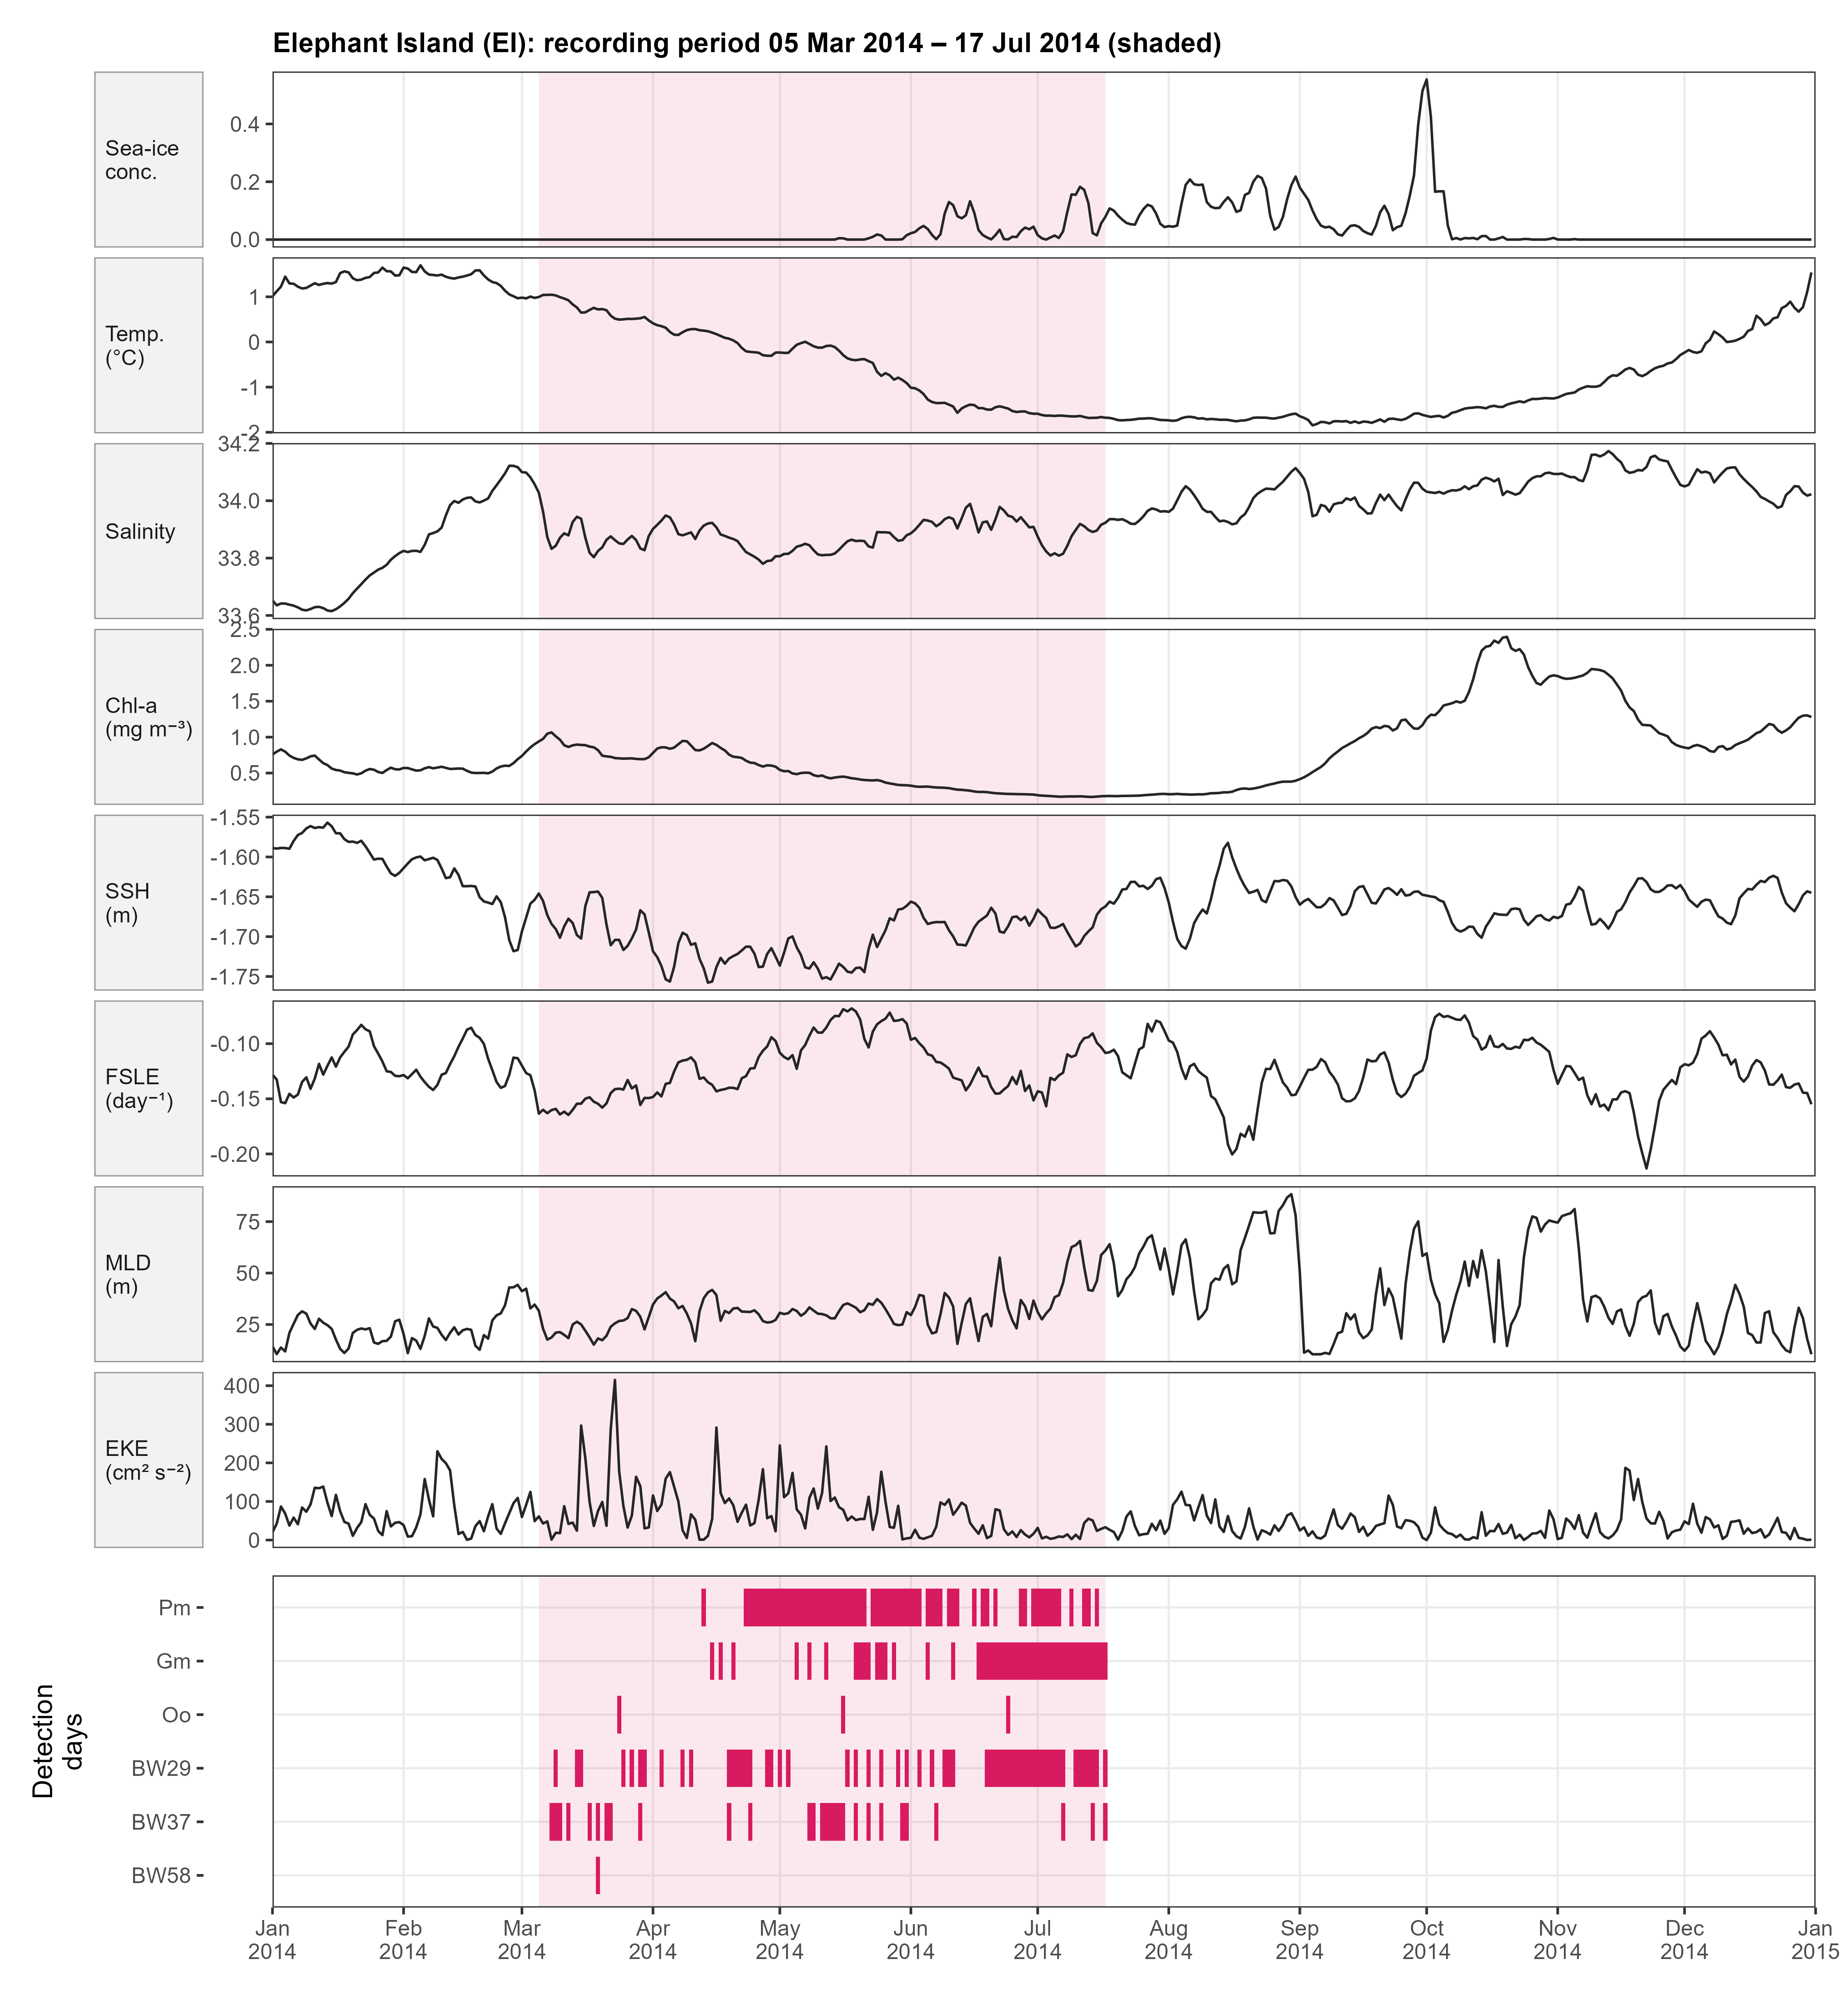 Elephant Island (EI): recording period 05 Mar 2014 – 17 Jul 2014 (shaded)
Sea-ice
conc.
0.4
0.2
0.0
Temp.
(°C)
1
0
-1
-2
Salinity
34.2
34.0
33.8
33.6
Chl-a
(mg m⁻³)
2.5
2.0
1.5
1.0
0.5
SSH
(m)
-1.55
-1.60
-1.65
-1.70
-1.75
FSLE
(day⁻¹)
-0.10
-0.15
-0.20
MLD
(m)
75
50
25
EKE
(cm² s⁻²)
400
300
200
100
0
Detection
days
Pm
Gm
Oo
BW29
BW37
BW58
Jan Feb Mar Apr May Jun Jul Aug Sep Oct Nov Dec Jan
2014 2014 2014 2014 2014 2014 2014 2014 2014 2014 2014 2014 2015